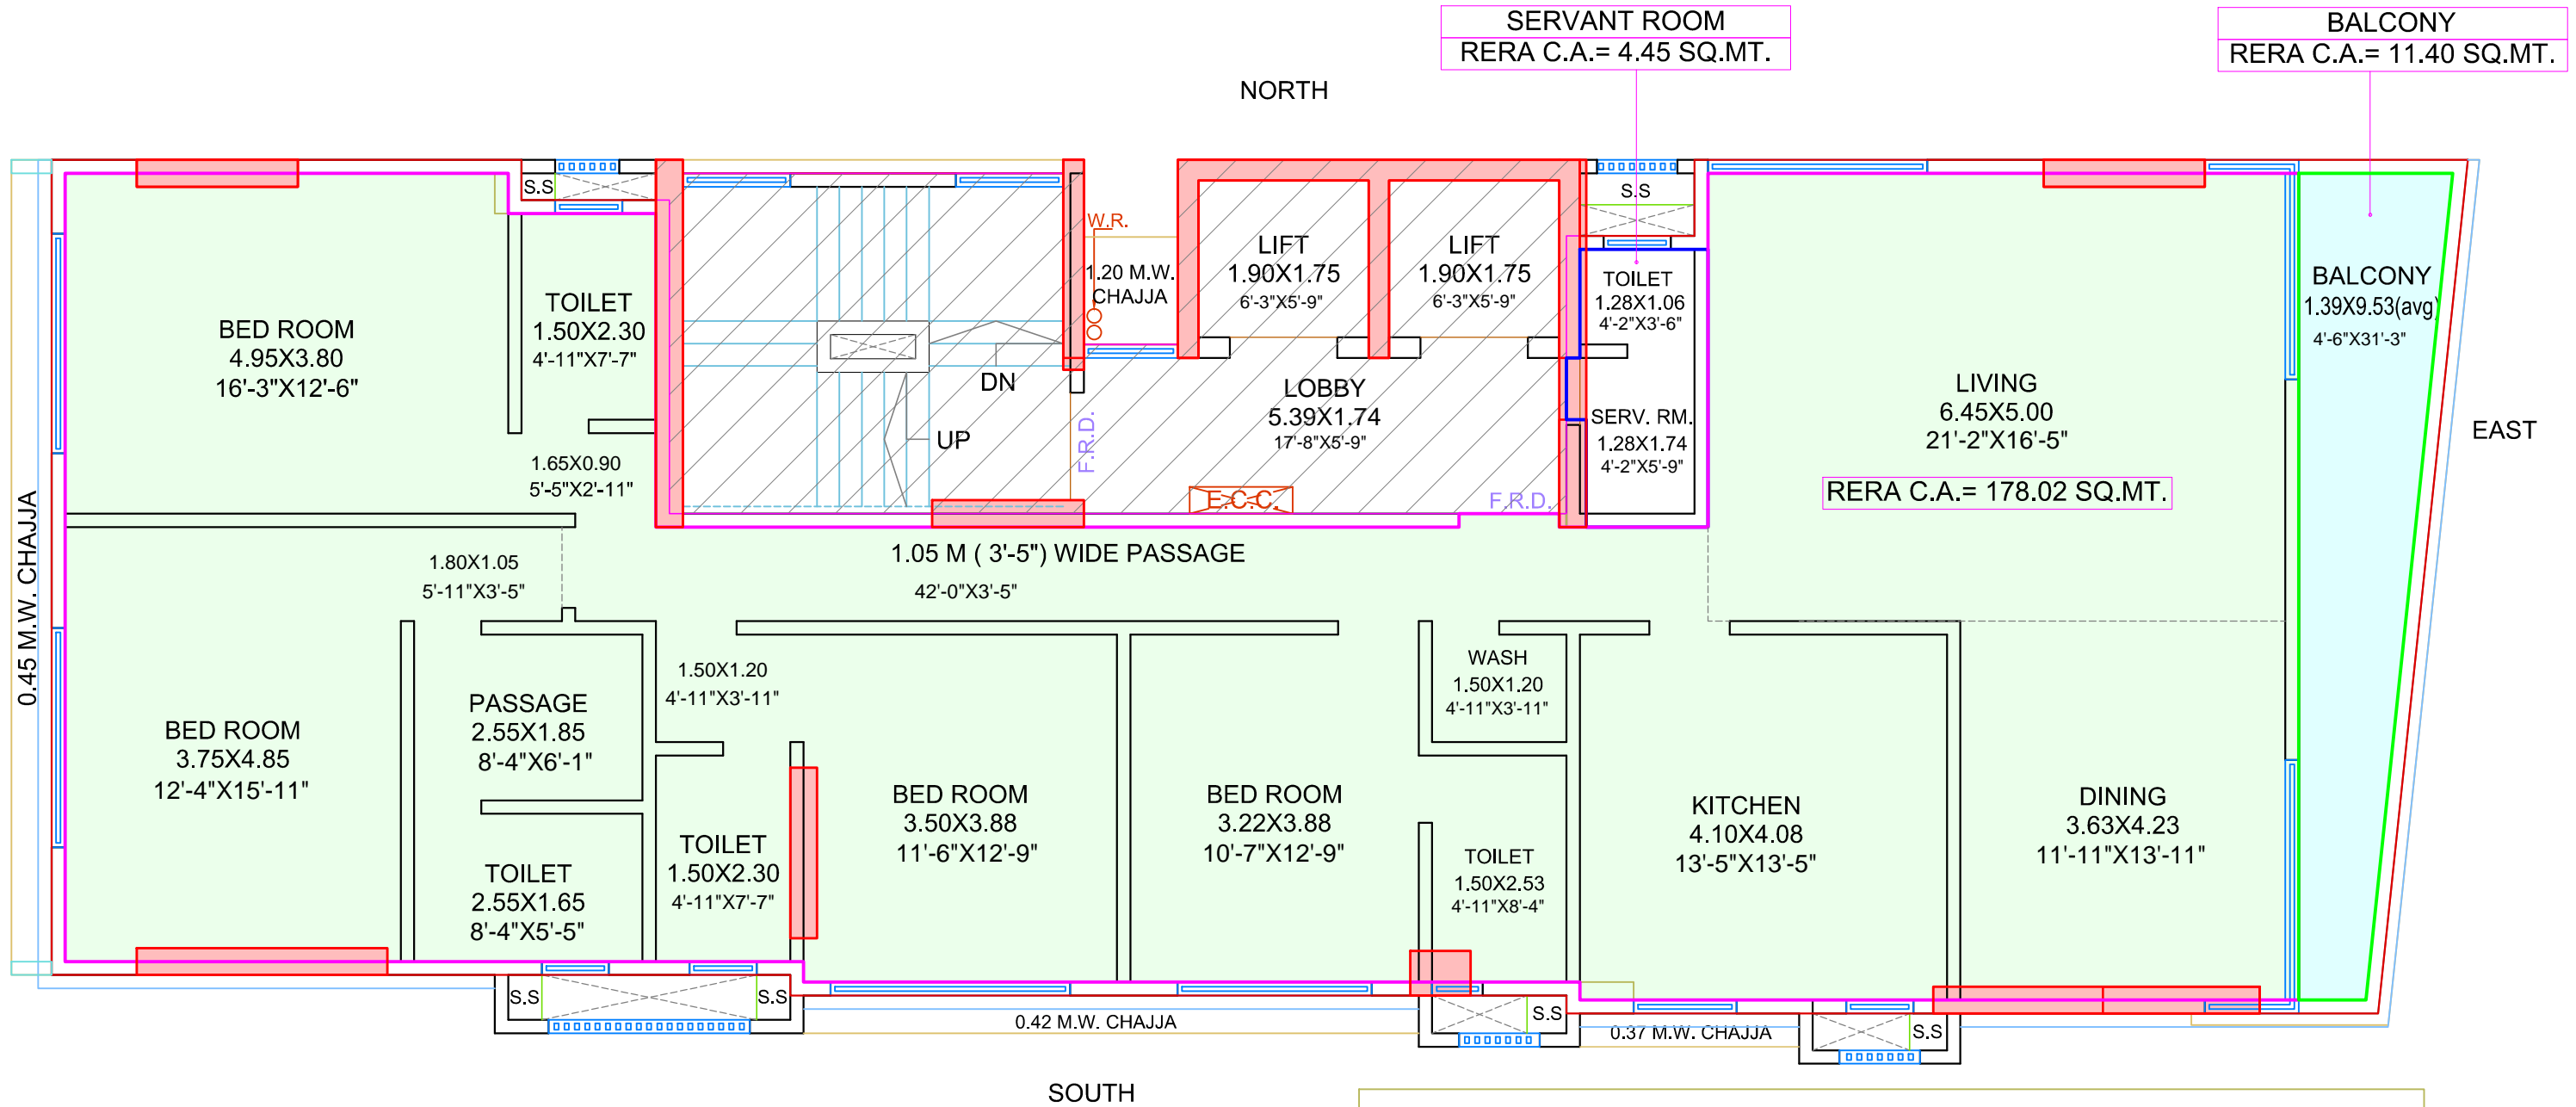 SERVANT ROOM
RERA C.A.= 4.45 SQ.MT.
BALCONY
RERA C.A.= 11.40 SQ.MT.
NORTH
S.S
S.S
W.R.
1.20 M.W.
CHAJJA
LIFT
1.90X1.75
6'-3"X5'-9"
LIFT
1.90X1.75
6'-3"X5'-9"
TOILET
1.28X1.06
4'-2"X3'-6"
BALCONY
1.39X9.53(avg)
4'-6"X31'-3"
BED ROOM
4.95X3.80
16'-3"X12'-6"
TOILET
1.50X2.30
4'-11"X7'-7"
DN
UP
F.R.D.
LOBBY
5.39X1.74
17'-8"X5'-9"
SERV. RM.
1.28X1.74
4'-2"X5'-9"
LIVING
6.45X5.00
21'-2"X16'-5"
EAST
1.65X0.90
5'-5"X2'-11"
E.C.C.
F.R.D.
RERA C.A.= 178.02 SQ.MT.
0.45 M.W. CHAJJA
1.80X1.05
5'-11"X3'-5"
1.05 M ( 3'-5") WIDE PASSAGE
42'-0"X3'-5"
1.50X1.20
4'-11"X3'-11"
WASH
1.50X1.20
4'-11"X3'-11"
BED ROOM
3.75X4.85
12'-4"X15'-11"
PASSAGE
2.55X1.85
8'-4"X6'-1"
TOILET
2.55X1.65
8'-4"X5'-5"
TOILET
1.50X2.30
4'-11"X7'-7"
BED ROOM
3.50X3.88
11'-6"X12'-9"
BED ROOM
3.22X3.88
10'-7"X12'-9"
TOILET
1.50X2.53
4'-11"X8'-4"
KITCHEN
4.10X4.08
13'-5"X13'-5"
DINING
3.63X4.23
11'-11"X13'-11"
S.S
S.S
0.42 M.W. CHAJJA
S.S
0.37 M.W. CHAJJA
S.S
SOUTH